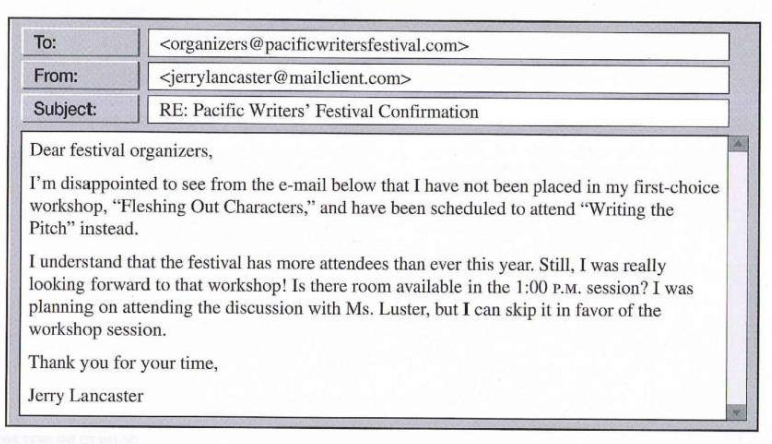 To:
<organizers@pacificwritersfestival.com>
From:
<jerrylancaster@mailclient.com>
Subject:
RE: Pacific Writers' Festival Confirmation
Dear festival organizers,
I'm disappointed to see from the e-mail below that I have not been placed in my first-choice
workshop, “Fleshing Out Characters,” and have been scheduled to attend “Writing the
Pitch” instead.
I understand that the festival has more attendees than ever this year. Still, I was really
looking forward to that workshop! Is there room available in the 1:00 P.M. session? I was
planning on attending the discussion with Ms. Luster, but I can skip it in favor of the
workshop session.
Thank you for your time,
Jerry Lancaster